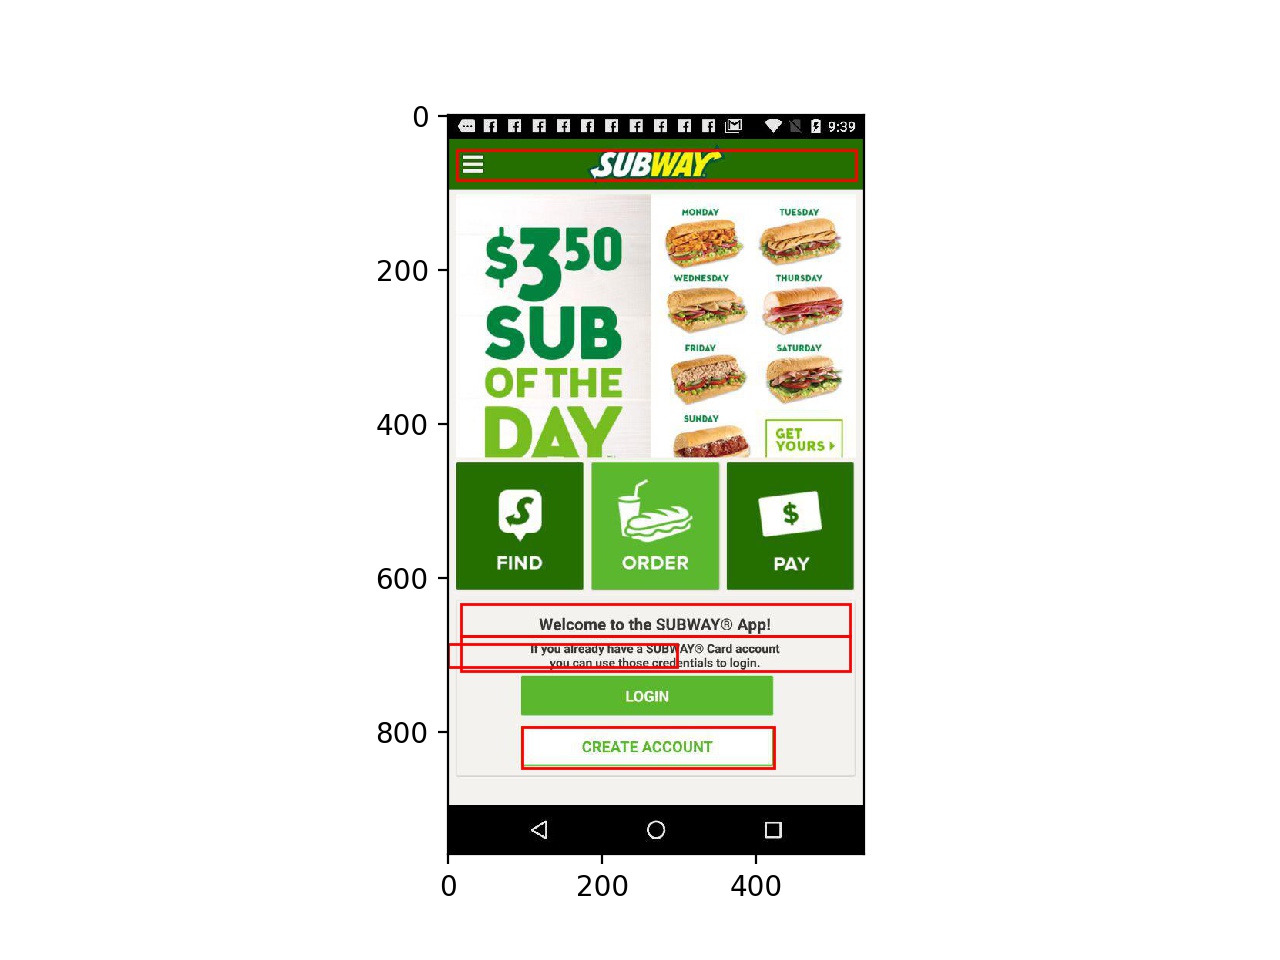 0
9:39
SUBWAY
$3.50
SUB
OF THE
DAY
MONDAY
TUESDAY
WEDNESDAY
THURSDAY
FRIDAY
SATURDAY
SUNDAY
GET
YOURS
FIND
ORDER
PAY
Welcome to the SUBWAY® App!
If you already have a SUBWAY® Card account
you can use those credentials to login.
LOGIN
CREATE ACCOUNT
200
400
600
800
0
200
400